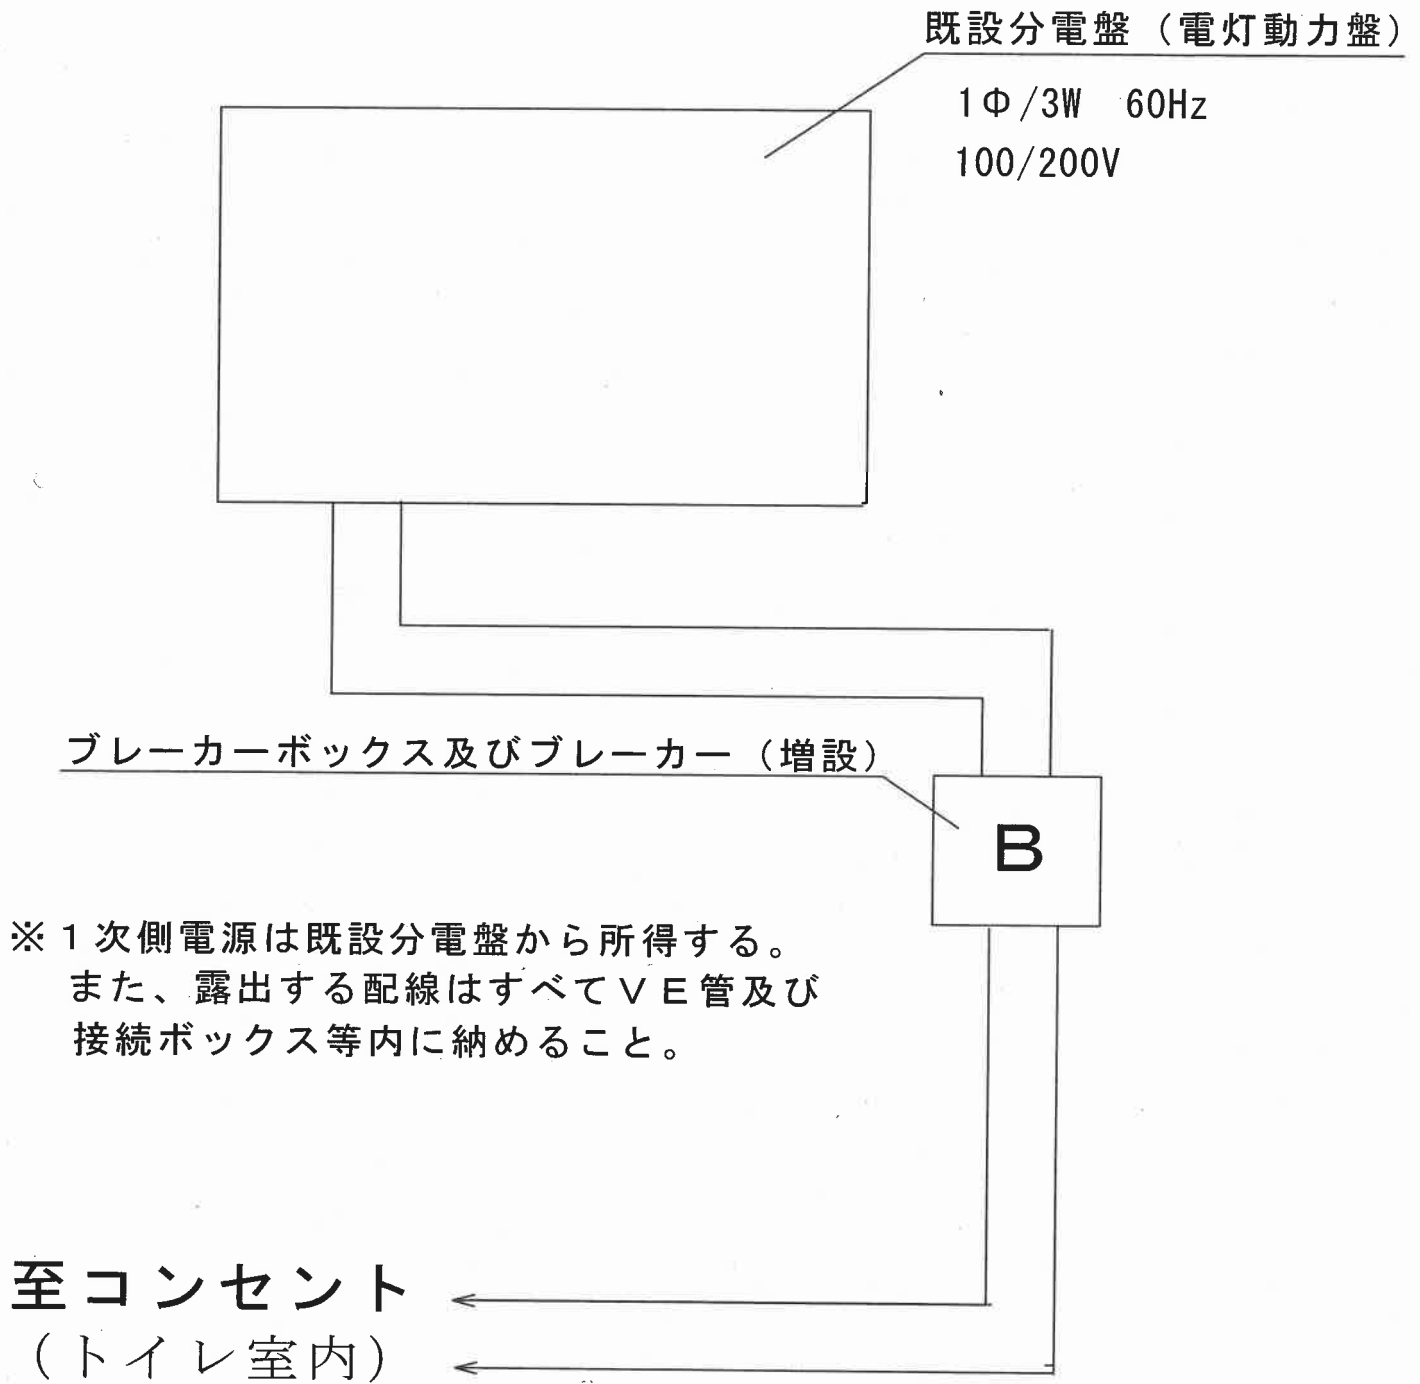 既設分電盤（電灯動力盤）
1Φ/3W　60Hz
100/200V
ブレーカーボックス及びブレーカー（増設）
B
※１次側電源は既設分電盤から所得する。
また、露出する配線はすべてＶＥ管及び
接続ボックス等内に納めること。
至コンセント
（トイレ室内）